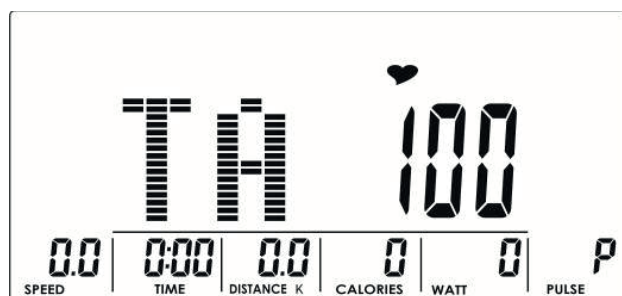 TA 100
0.0 0:00 0.0 0 0 P
SPEED TIME DISTANCE K CALORIES WATT PULSE